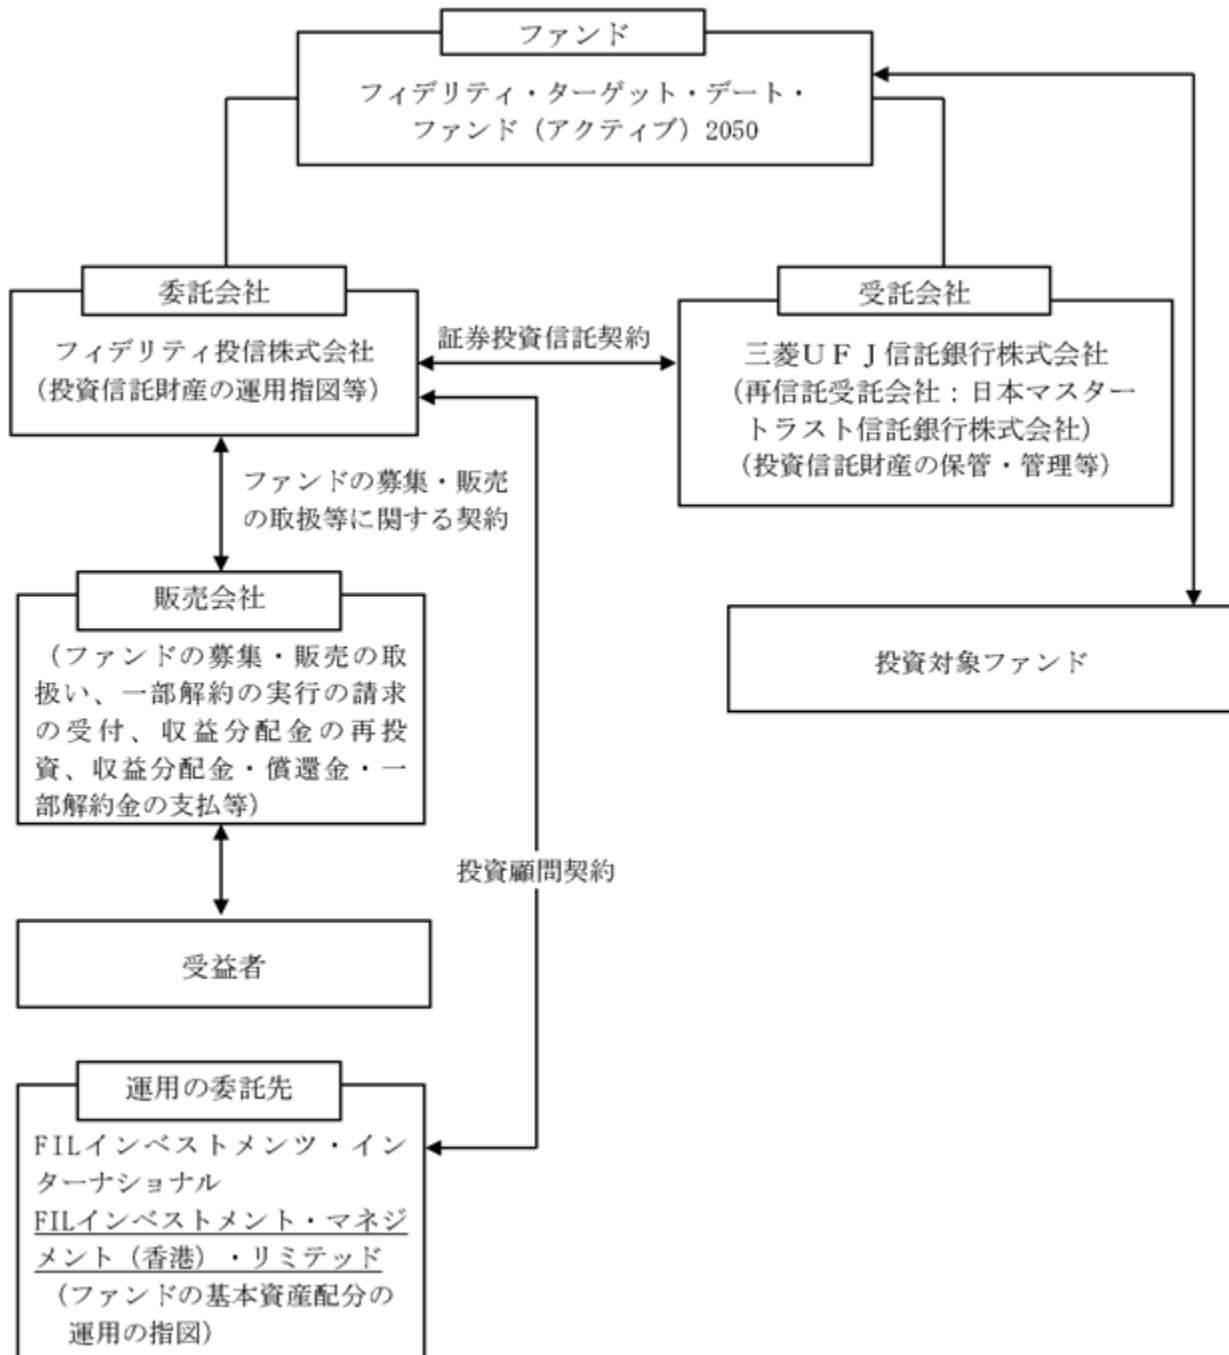 ファンド
フィデリティ・ターゲット・デート・
ファンド（アクティブ）2050
委託会社
フィデリティ投信株式会社
（投資信託財産の運用指図等）
証券投資信託契約
受託会社
三菱ＵＦＪ信託銀行株式会社
（再信託受託会社：日本マスター
トラスト信託銀行株式会社）
（投資信託財産の保管・管理等）
ファンドの募集・販売
の取扱等に関する契約
販売会社
（ファンドの募集・販売の取
扱い、一部解約の実行の請求
の受付、収益分配金の再投
資、収益分配金・償還金・一
部解約金の支払等）
投資対象ファンド
投資顧問契約
受益者
運用の委託先
FILインベストメンツ・イン
ターナショナル
FILインベストメント・マネジ
メント（香港）・リミテッド
（ファンドの基本資産配分の
運用の指図）